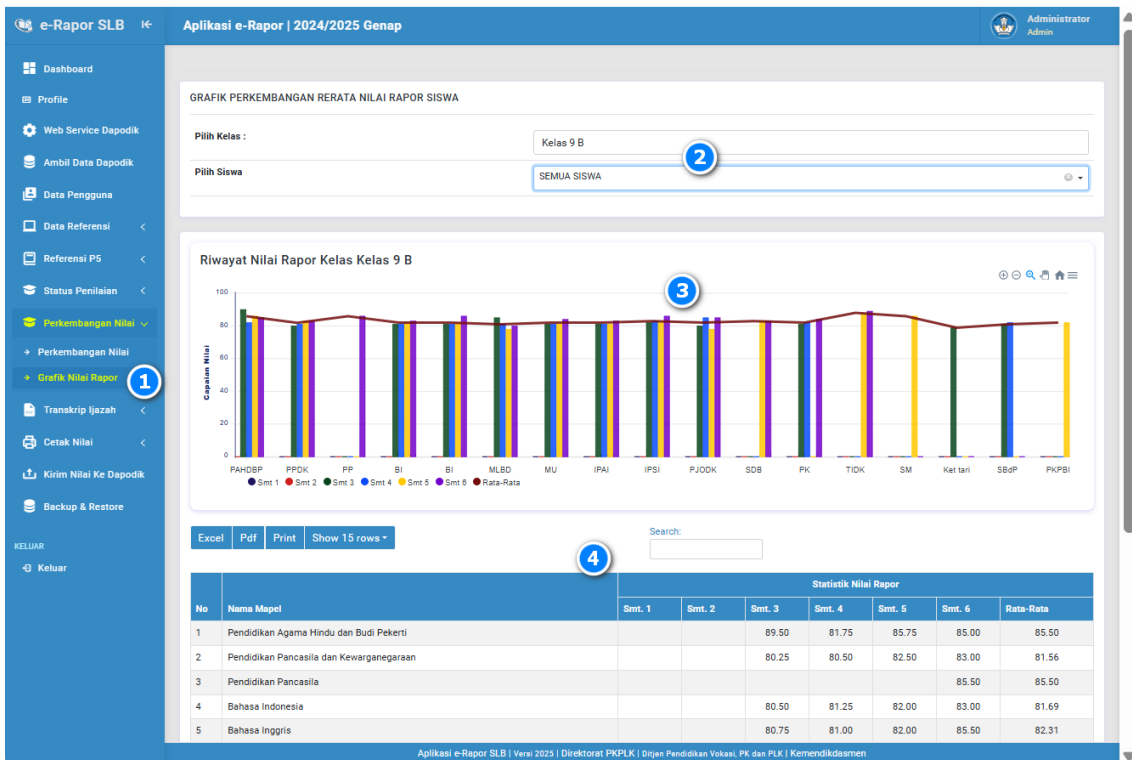 e-Rapor SLB
Aplikasi e-Rapor | 2024/2025 Genap
Administrator
Admin
Dashboard
Profile
Web Service Dapodik
Ambil Data Dapodik
Data Pengguna
Data Referensi
Referensi P5
Status Penilaian
Perkembangan Nilai
Perkembangan Nilai
Grafik Nilai Rapor
1
Transkrip Ijazah
Cetak Nilai
Kirim Nilai Ke Dapodik
Backup & Restore
KELUAR
Keluar
GRAFIK PERKEMBANGAN RERATA NILAI RAPOR SISWA
Pilih Kelas :
Kelas 9 B
2
Pilih Siswa
SEMUA SISWA
Riwayat Nilai Rapor Kelas Kelas 9 B
3
Capaian Nilai
100
80
60
40
20
0
PAHDBP PPDK PP BI BI MLBD MU IPAI IPSI PJODK SDB PK TIDK SM Ket tari SBdP PKPBI
Smt 1 Smt 2 Smt 3 Smt 4 Smt 5 Smt 6 Rata-Rata
Excel Pdf Print Show 15 rows
Search:
4
Statistik Nilai Rapor
No Nama Mapel Smt. 1 Smt. 2 Smt. 3 Smt. 4 Smt. 5 Smt. 6 Rata-Rata
1 Pendidikan Agama Hindu dan Budi Pekerti 89.50 81.75 85.75 85.00 85.50
2 Pendidikan Pancasila dan Kewarganegaraan 80.25 80.50 82.50 83.00 81.56
3 Pendidikan Pancasila 85.50 85.50
4 Bahasa Indonesia 80.50 81.25 82.00 83.00 81.69
5 Bahasa Inggris 80.75 81.00 82.00 85.50 82.31
Aplikasi e-Rapor SLB | Versi 2025 | Direktorat PKPLK | Ditjen Pendidikan Vokasi, PK dan PLK | Kemendikdasmen